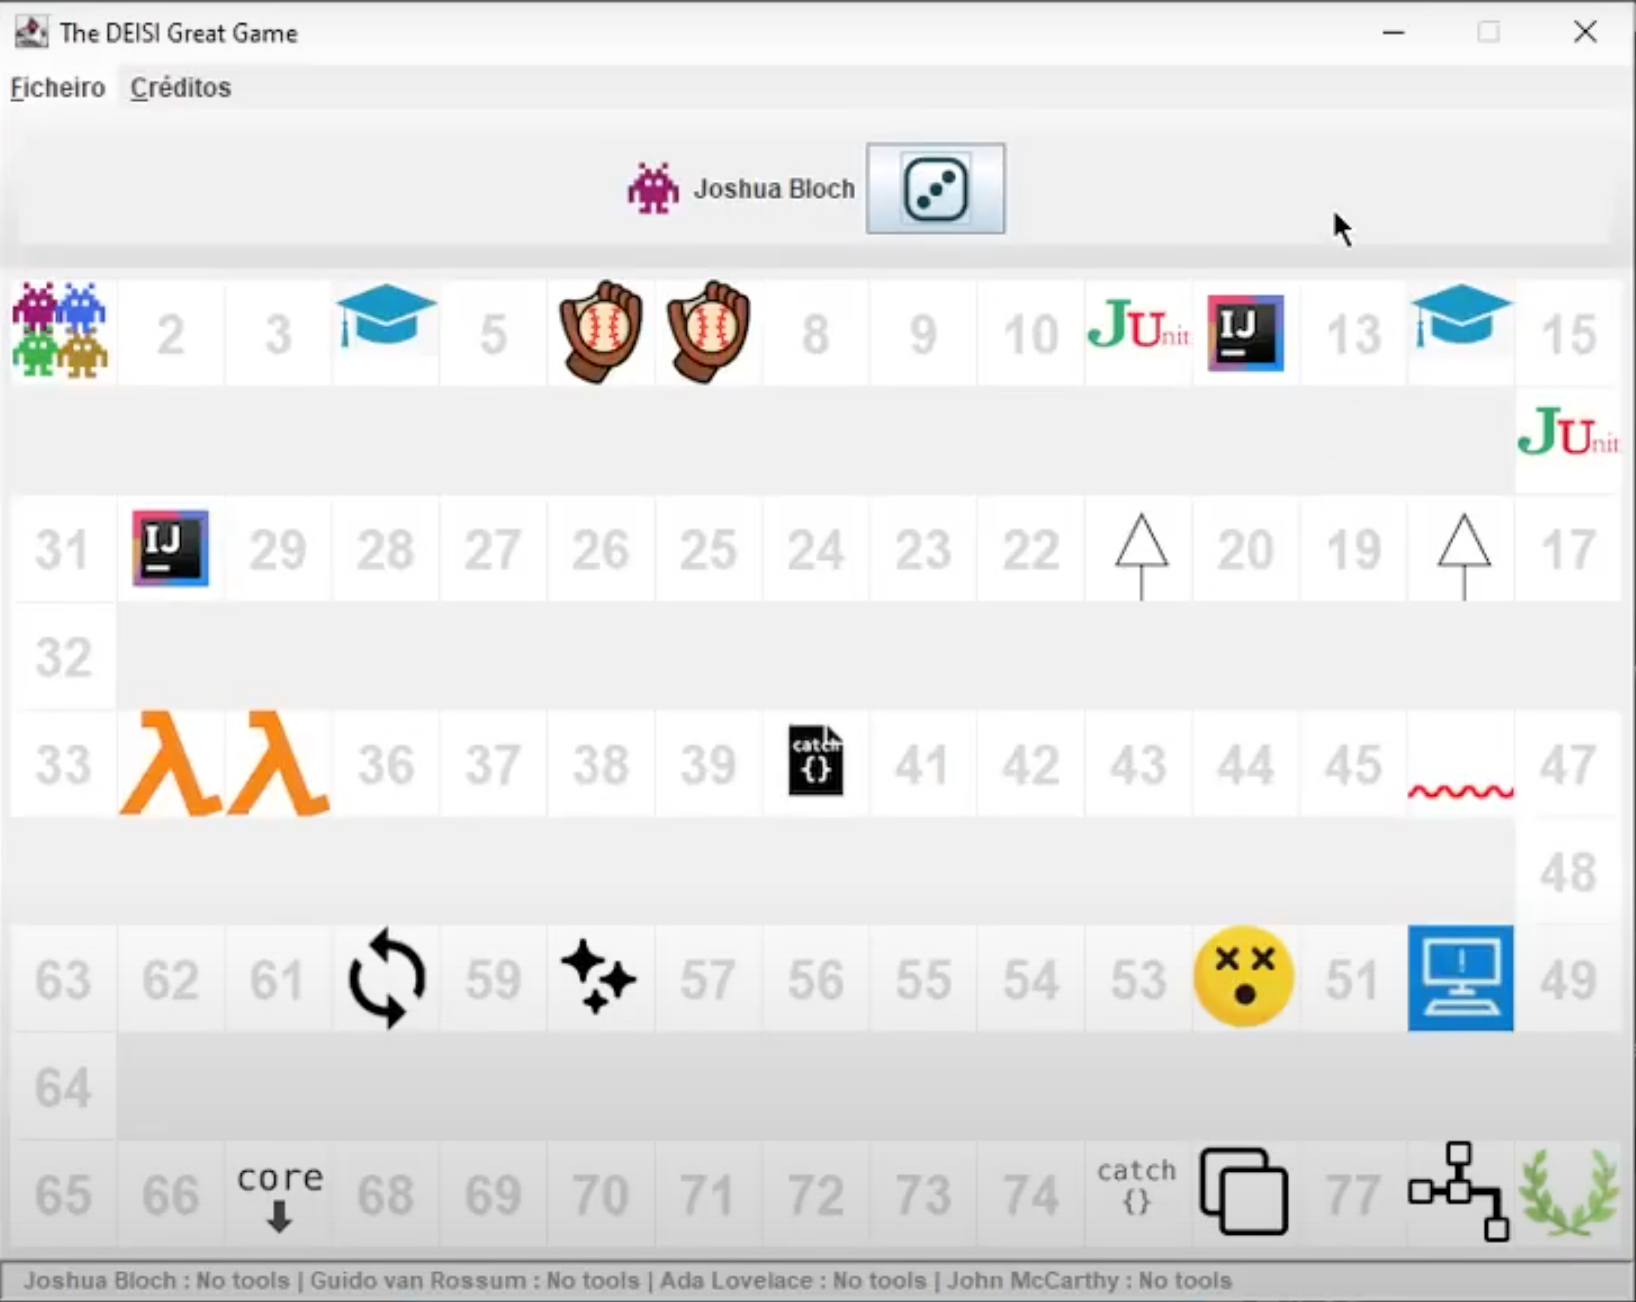 The DEISI Great Game
Ficheiro Créditos
Joshua Bloch
2 3 5 8 9 10 JUnit IJ 13 15
JUnit
31 IJ 29 28 27 26 25 24 23 22 20 19 17
32
33 λ λ 36 37 38 39 catch {} 41 42 43 44 45 47
48
63 62 61 59 57 56 55 54 53 51 49
64
65 66 core 68 69 70 71 72 73 74 catch {} 77
Joshua Bloch : No tools | Guido van Rossum : No tools | Ada Lovelace : No tools | John McCarthy : No tools